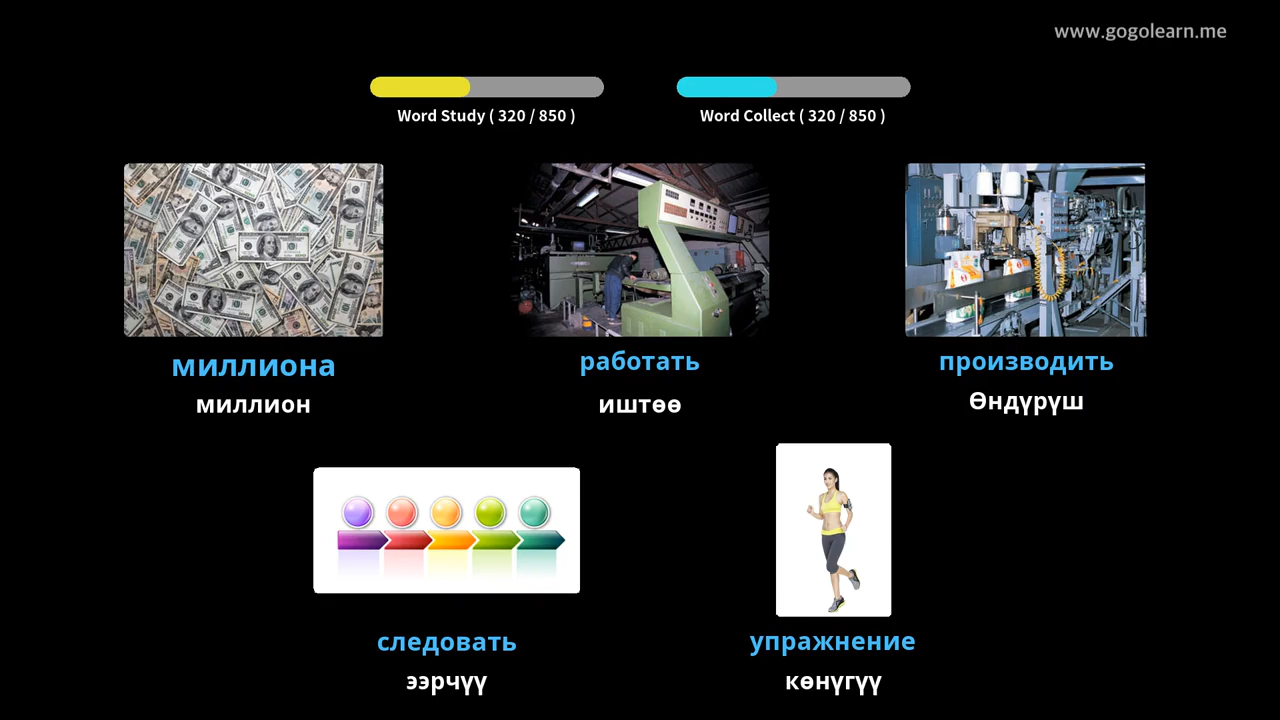 www.gogolearn.me
Word Study ( 320 / 850 )
Word Collect ( 320 / 850 )
миллиона
миллион
работать
иштөө
производить
Өндүрүш
следовать
ээрчүү
упражнение
көнүгүү